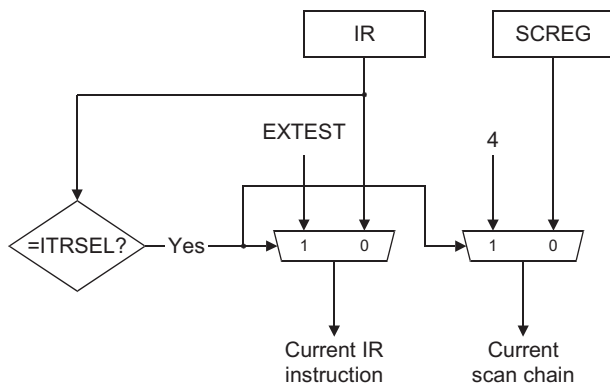 IR
SCREG
EXTEST
4
=ITRSEL?
Yes
1 0
1 0
Current IR
instruction
Current
scan chain